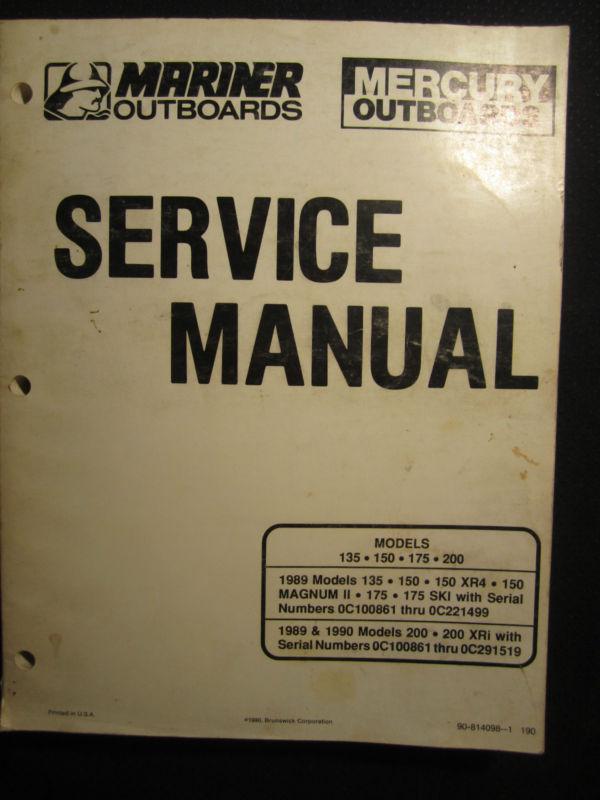 MARINER
OUTBOARDS
MERCURY
OUTBOARDS
SERVICE
MANUAL
MODELS
135 • 150 • 175 • 200
1989 Models 135 • 150 • 150 XR4 • 150
MAGNUM II • 175 • 175 SKI with Serial
Numbers 0C100861 thru 0C221499
1989 & 1990 Models 200 • 200 XRi with
Serial Numbers 0C100861 thru 0C291519
Printed in U.S.A.
©1990, Brunswick Corporation
90-814098--1 190